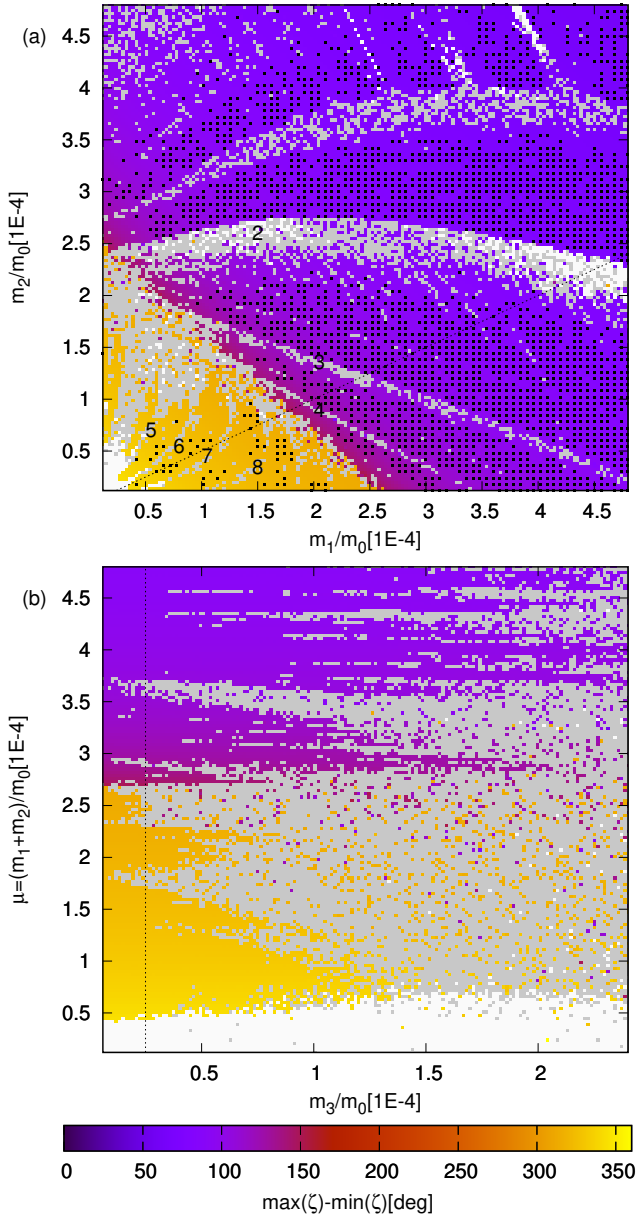 (a)
4.5
4
3.5
3
2.5
2
1.5
1
0.5
m₂/m₀[1E-4]
2
3
4
5
6
7
8
0.5 1 1.5 2 2.5 3 3.5 4 4.5
m₁/m₀[1E-4]
(b)
4.5
4
3.5
3
2.5
2
1.5
1
0.5
μ=(m₁+m₂)/m₀[1E-4]
0.5 1 1.5 2
m₃/m₀[1E-4]
0 50 100 150 200 250 300 350
max(ζ)-min(ζ)[deg]